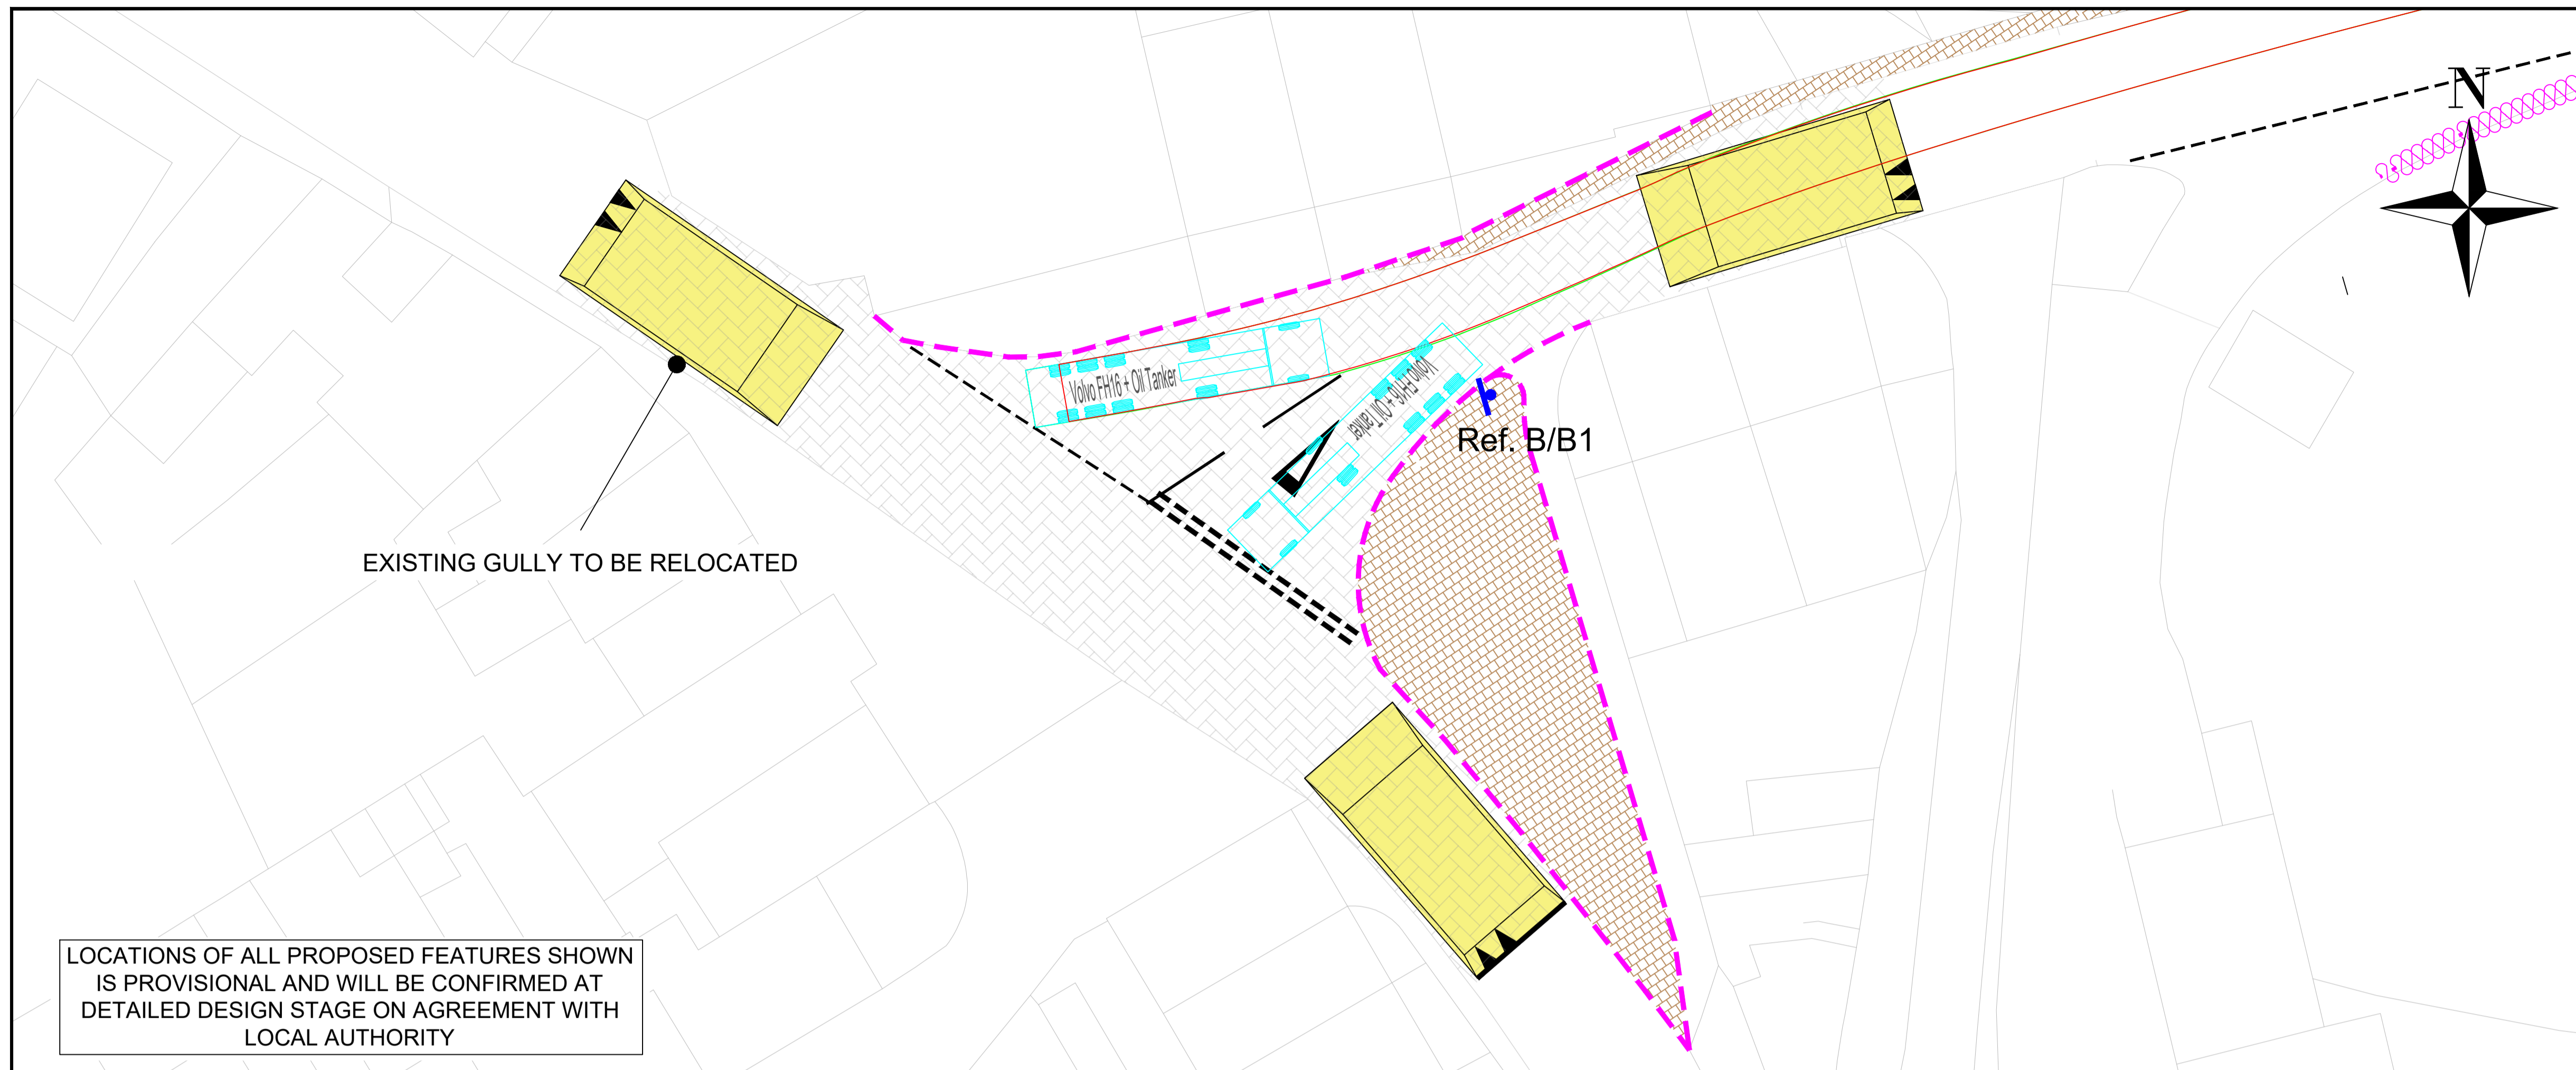 N
Volvo FH16 + Oil Tanker
Volvo FH16 + Oil Tanker
Ref. B/B1
EXISTING GULLY TO BE RELOCATED
LOCATIONS OF ALL PROPOSED FEATURES SHOWN
IS PROVISIONAL AND WILL BE CONFIRMED AT
DETAILED DESIGN STAGE ON AGREEMENT WITH
LOCAL AUTHORITY